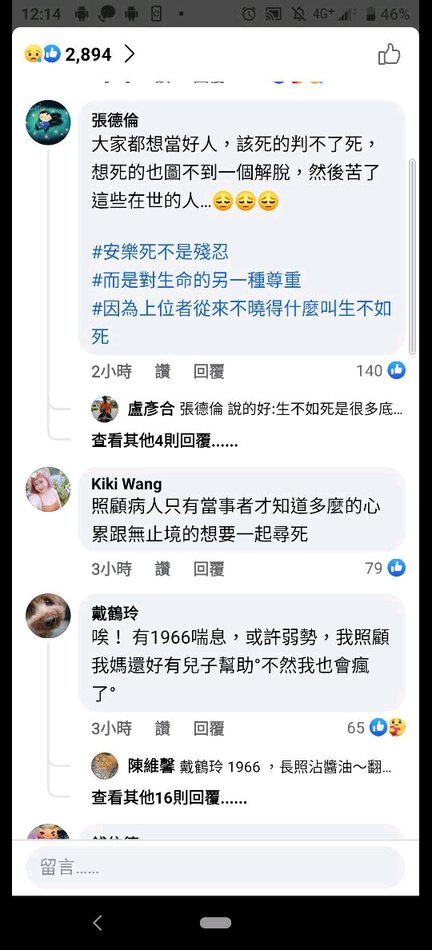 12:14
4G+
46%
2,894
張德倫
大家都想當好人，該死的判不了死，
想死的也圖不到一個解脫，然後苦了
這些在世的人...😔😔😔
#安樂死不是殘忍
#而是對生命的另一種尊重
#因為上位者從來不曉得什麼叫生不如
死
2小時 讚 回覆 140
盧彥合 張德倫 說的好:生不如死是很多底...
查看其他4則回覆......
Kiki Wang
照顧病人只有當事者才知道多麼的心
累跟無止境的想要一起尋死
3小時 讚 回覆 79
戴鶴玲
唉！ 有1966喘息，或許弱勢，我照顧
我媽還好有兒子幫助°不然我也會瘋
了°
3小時 讚 回覆 65
陳維馨 戴鶴玲 1966 ，長照沾醬油～翻...
查看其他16則回覆......
留言......